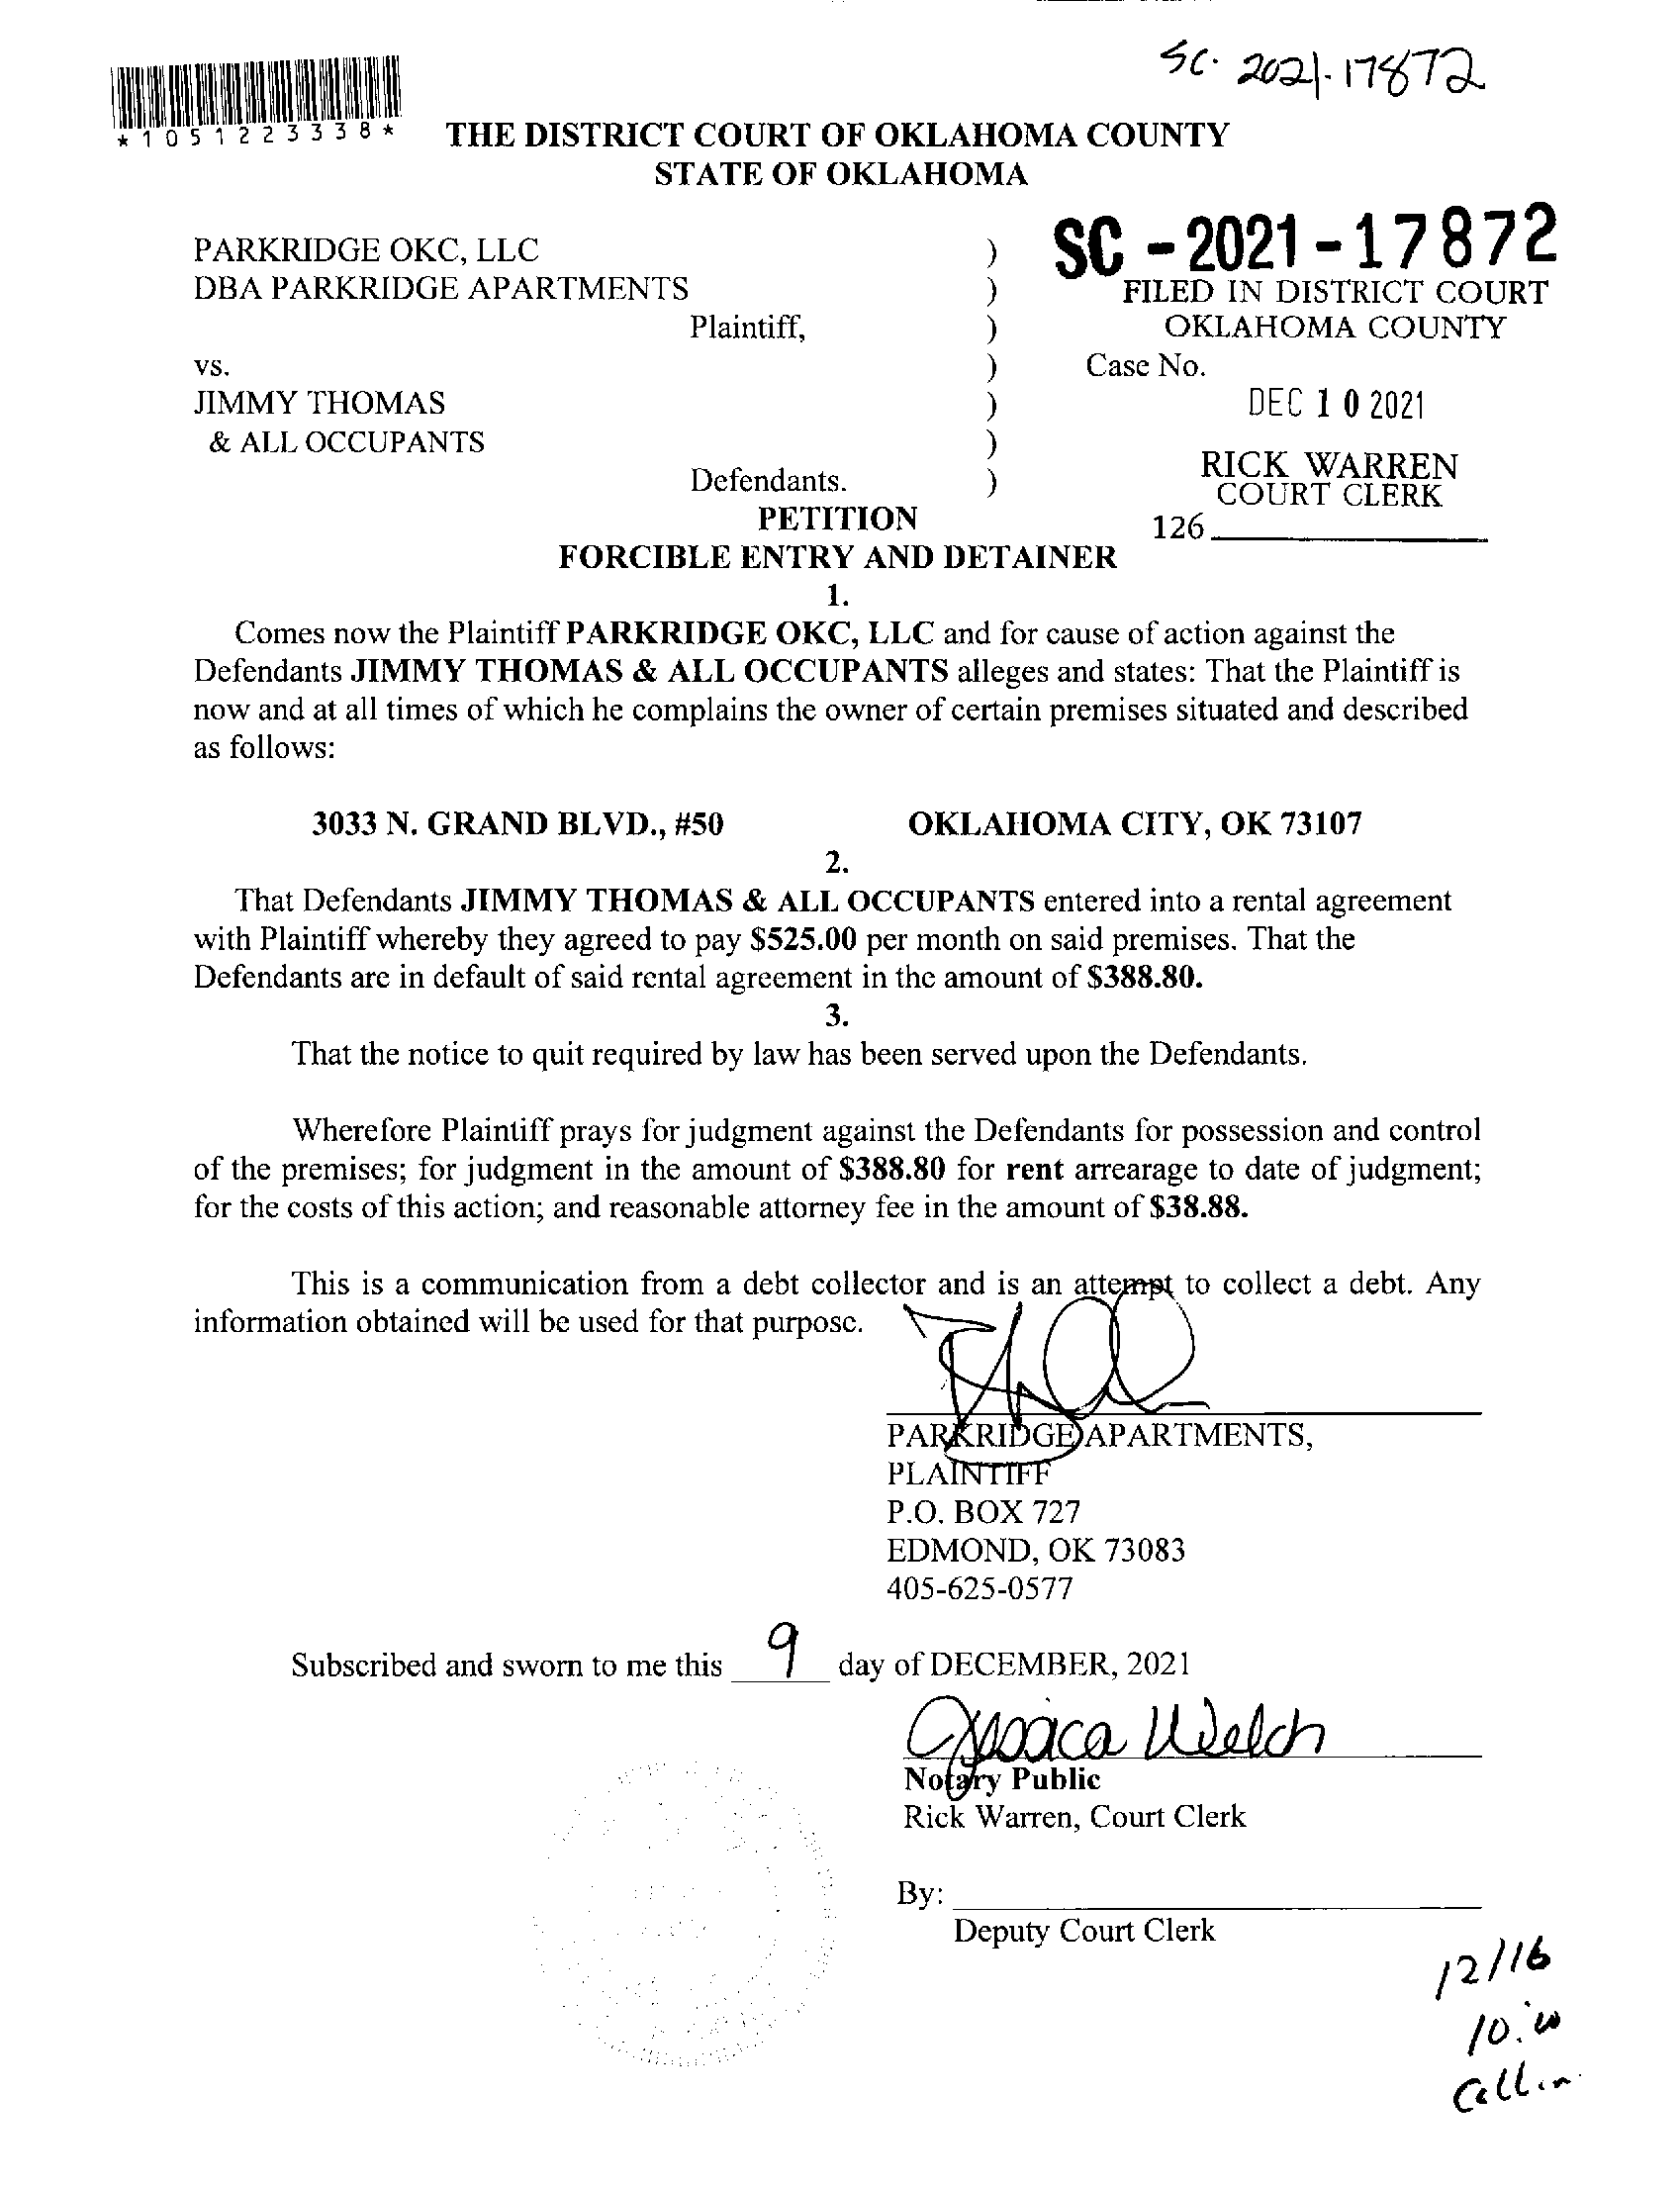 SC. 2021-17872
*1051223338*
THE DISTRICT COURT OF OKLAHOMA COUNTY
STATE OF OKLAHOMA
SC - 2021 - 17872
PARKRIDGE OKC, LLC )
DBA PARKRIDGE APARTMENTS ) FILED IN DISTRICT COURT
Plaintiff, ) OKLAHOMA COUNTY
vs. ) Case No.
JIMMY THOMAS ) DEC 10 2021
& ALL OCCUPANTS )
Defendants. ) RICK WARREN
COURT CLERK
PETITION
126
FORCIBLE ENTRY AND DETAINER
1.
Comes now the Plaintiff PARKRIDGE OKC, LLC and for cause of action against the
Defendants JIMMY THOMAS & ALL OCCUPANTS alleges and states: That the Plaintiff is
now and at all times of which he complains the owner of certain premises situated and described
as follows:
3033 N. GRAND BLVD., #50 OKLAHOMA CITY, OK 73107
2.
That Defendants JIMMY THOMAS & ALL OCCUPANTS entered into a rental agreement
with Plaintiff whereby they agreed to pay $525.00 per month on said premises. That the
Defendants are in default of said rental agreement in the amount of $388.80.
3.
That the notice to quit required by law has been served upon the Defendants.
Wherefore Plaintiff prays for judgment against the Defendants for possession and control
of the premises; for judgment in the amount of $388.80 for rent arrearage to date of judgment;
for the costs of this action; and reasonable attorney fee in the amount of $38.88.
This is a communication from a debt collector and is an attempt to collect a debt. Any
information obtained will be used for that purpose.
PARKRIDGE APARTMENTS,
PLAINTIFF
P.O. BOX 727
EDMOND, OK 73083
405-625-0577
Subscribed and sworn to me this 9 day of DECEMBER, 2021
Jessica Welch
Notary Public
Rick Warren, Court Clerk
By:
Deputy Court Clerk
12/16
10:00